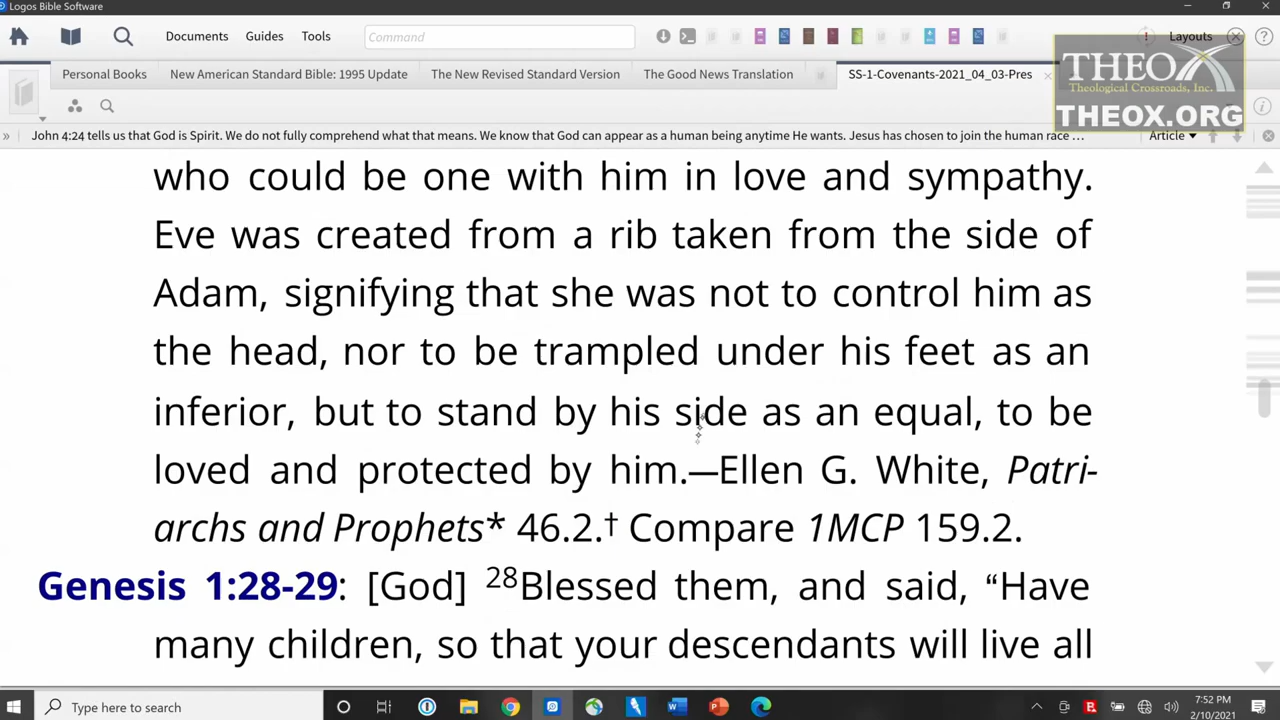 Logos Bible Software
Documents Guides Tools Command Layouts
Personal Books New American Standard Bible: 1995 Update The New Revised Standard Version The Good News Translation SS-1-Covenants-2021_04_03-Pres
THEOX
Theological Crossroads, Inc.
THEOX.ORG
» John 4:24 tells us that God is Spirit. We do not fully comprehend what that means. We know that God can appear as a human being anytime He wants. Jesus has chosen to join the human race ... Article
who could be one with him in love and sympathy.
Eve was created from a rib taken from the side of
Adam, signifying that she was not to control him as
the head, nor to be trampled under his feet as an
inferior, but to stand by his side as an equal, to be
loved and protected by him.—Ellen G. White, Patri-
archs and Prophets* 46.2.† Compare 1MCP 159.2.
Genesis 1:28-29: [God] 28Blessed them, and said, “Have
many children, so that your descendants will live all
Type here to search
7:52 PM
2/10/2021